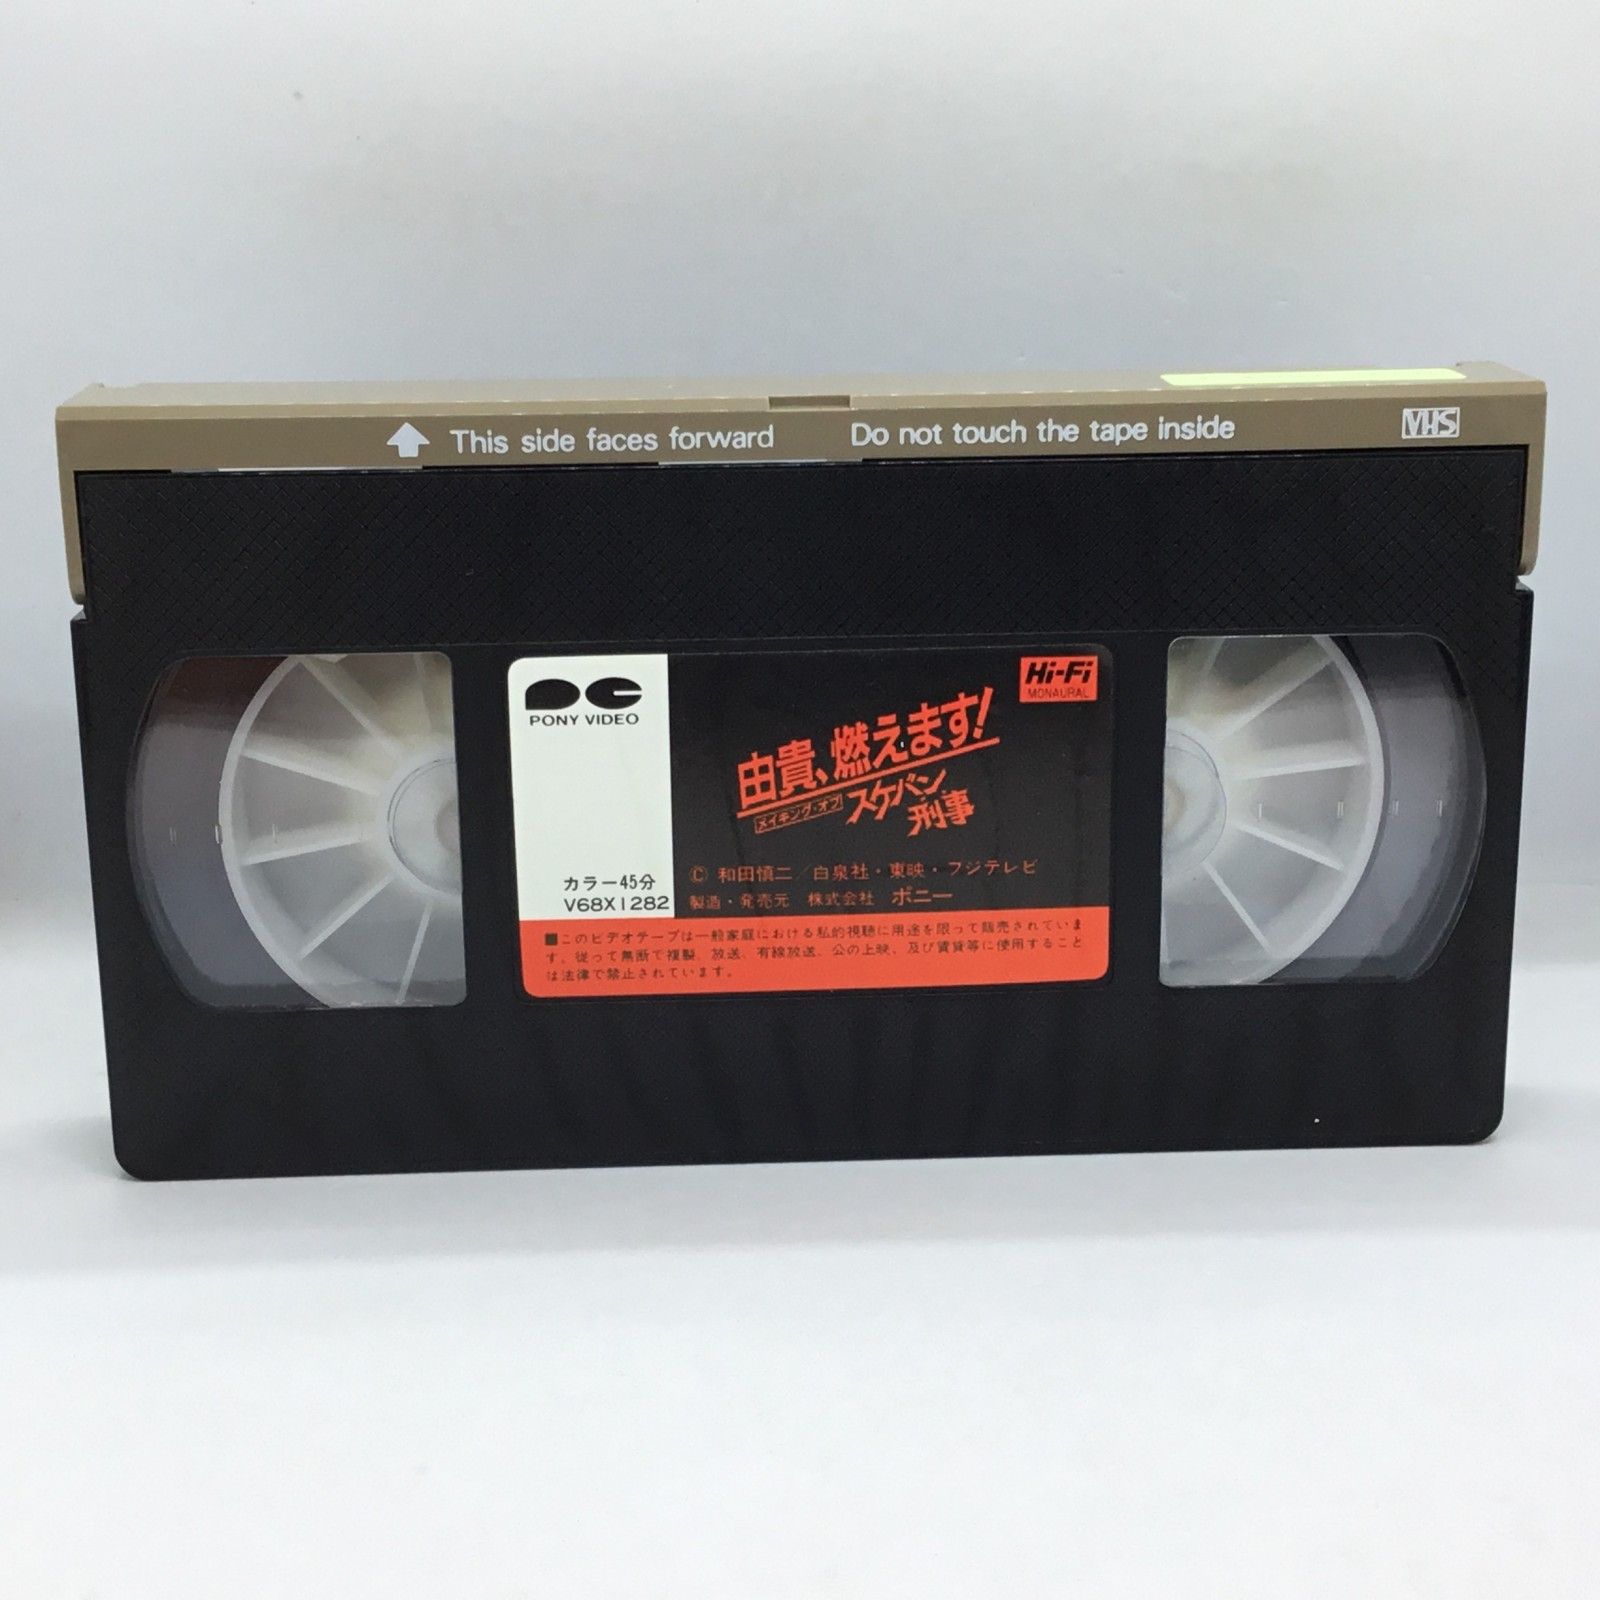 This side faces forward Do not touch the tape inside VHS
PONY VIDEO
Hi-Fi
MONAURAL
由貴、燃えます!
メイキング・オブ スケバン
刑事
カラー45分
V68X1282
© 和田慎二/白泉社・東映・フジテレビ
製造・発売元 株式会社 ポニー
■このビデオテープは一般家庭における私的視聴に用途を限って販売されていま
す。従って無断で複製、放送、有線放送、公の上映、及び賃貸等に使用すること
は法律で禁止されています。